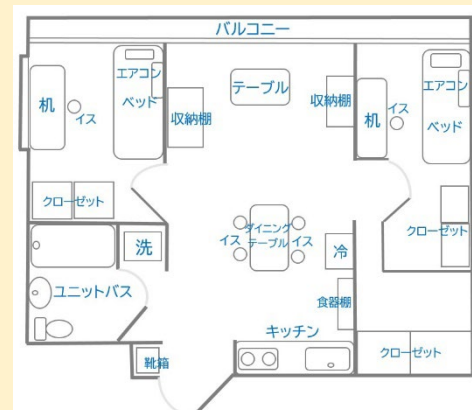 バルコニー
エアコン
机
イス
ベッド
収納棚
テーブル
収納棚
エアコン
机
イス
ベッド
クローゼット
ダイニング
テーブル
イス
イス
クローゼット
洗
冷
ユニットバス
食器棚
キッチン
靴箱
クローゼット